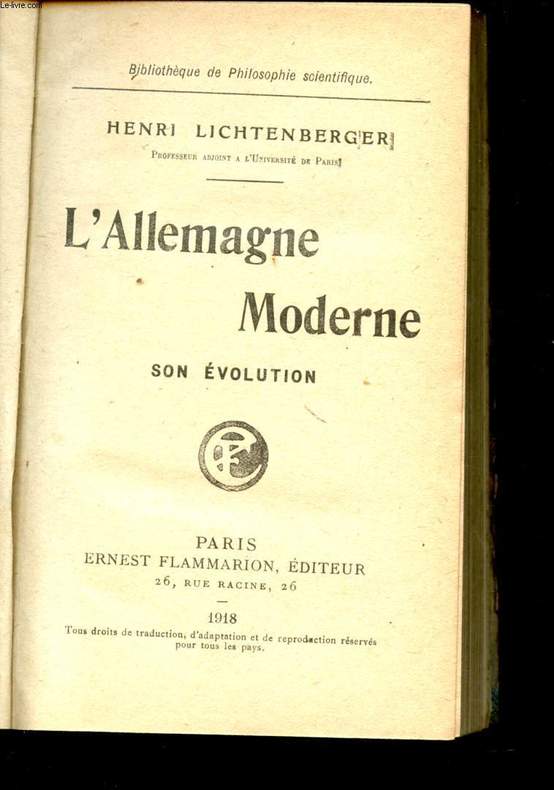 Le-livre.com
Bibliothèque de Philosophie scientifique.
HENRI LICHTENBERGER
PROFESSEUR ADJOINT A L'UNIVERSITÉ DE PARIS
L'Allemagne
Moderne
SON ÉVOLUTION
PARIS
ERNEST FLAMMARION, ÉDITEUR
26, RUE RACINE, 26
1918
Tous droits de traduction, d'adaptation et de reproduction réservés
pour tous les pays.